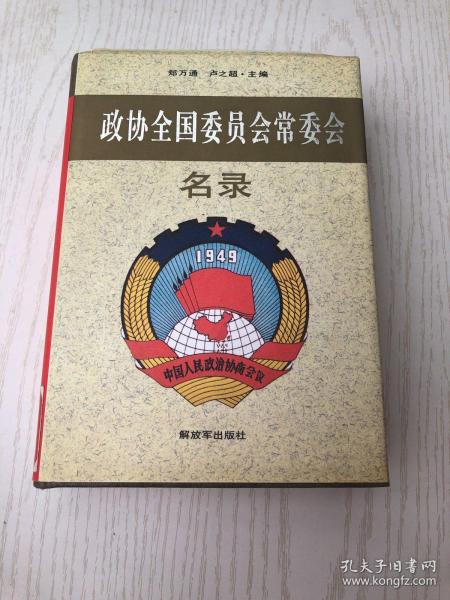 郑万通 卢之超·主编
政协全国委员会常委会
名录
1949
中国人民政治协商会议
解放军出版社
孔夫子旧书网
www.kongfz.com